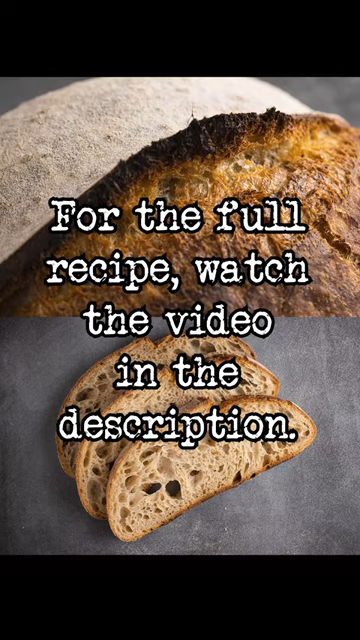 For the full
recipe, watch
the video
in the
description.